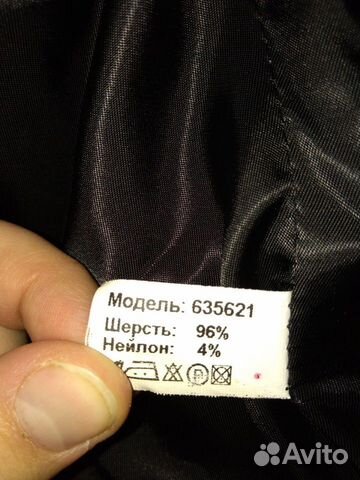 Модель: 635621
Шерсть: 96%
Нейлон: 4%
Avito